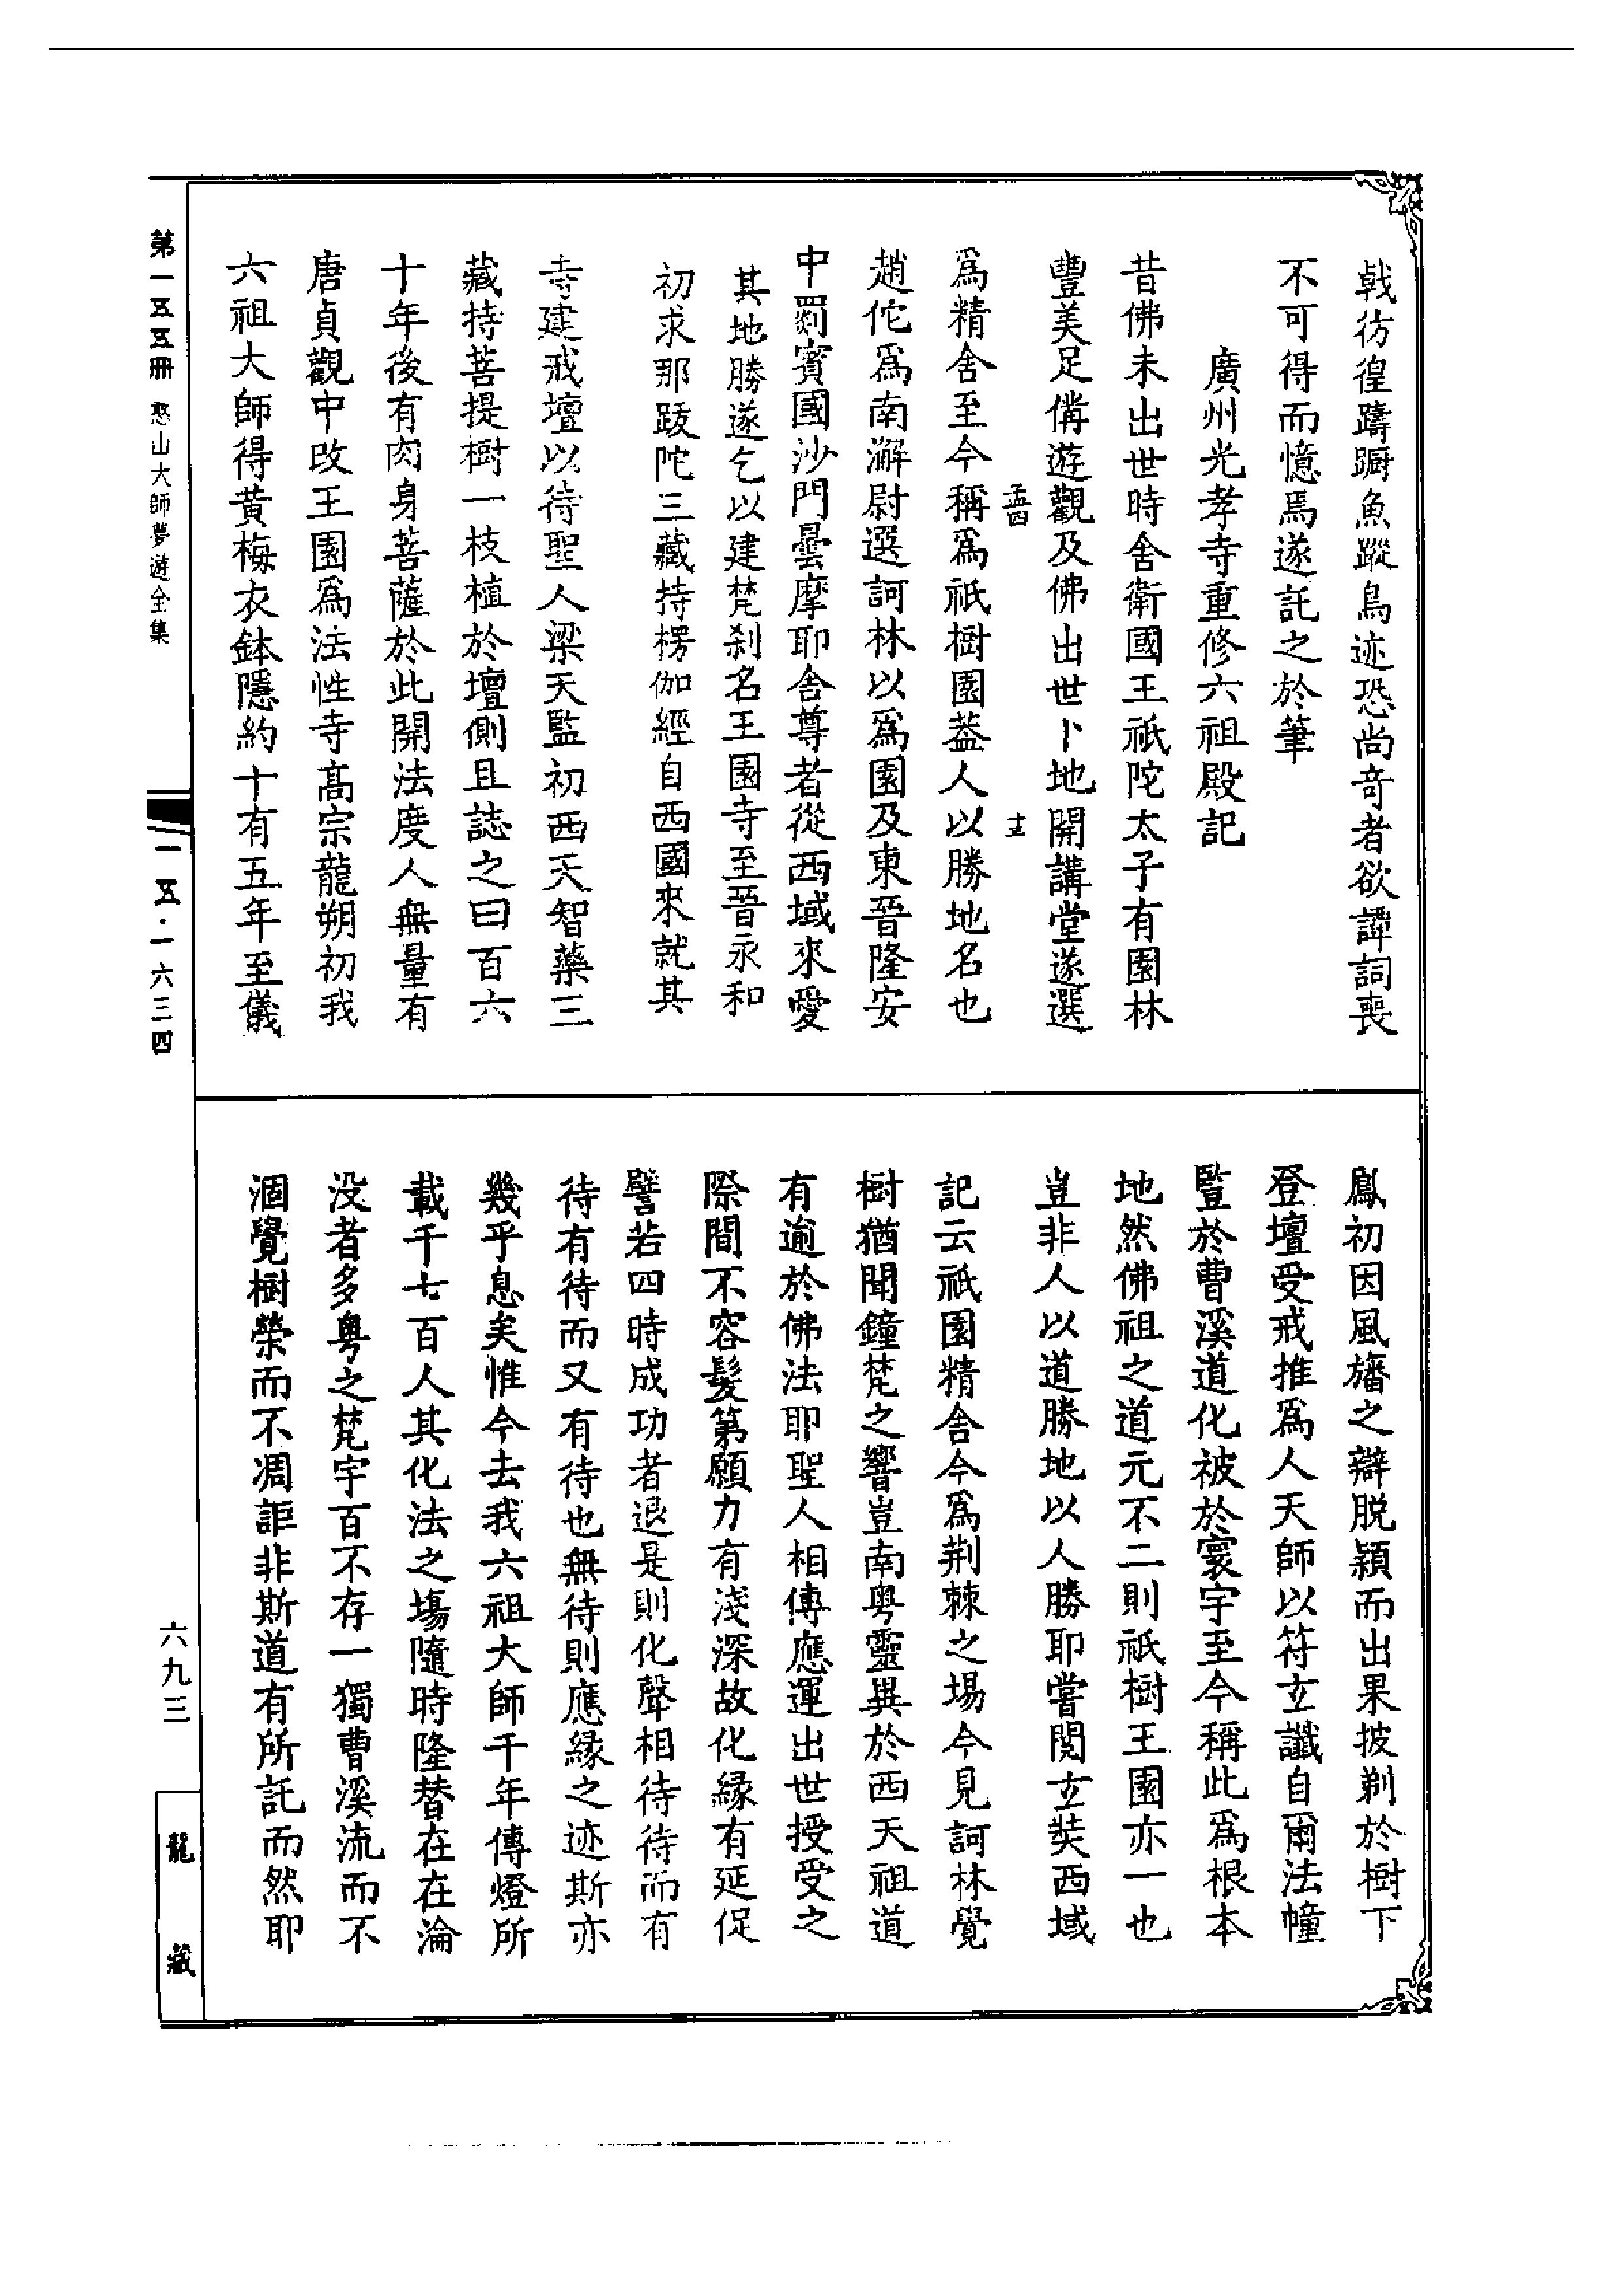 戟彷徨躊蹰魚蹤鳥迹恐尚奇者欲譚詞喪
不可得而憶焉遂託之於筆
廣州光孝寺重修六祖殿記
昔佛未出世時舍衛國王祇陀太子有園林
豐美足備遊觀及佛出世卜地開講堂遂選
爲精舍至今稱爲祇樹園葢人以勝地名也
趙佗爲南澥尉選訶林以爲園及東晉隆安
中罽賓國沙門曇摩耶舍尊者從西域來愛
其地勝遂乞以建梵刹名王園寺至晉永和
初求那跋陀三藏持楞伽經自西國來就其
寺建戒壇以待聖人梁天監初西天智藥三
藏持菩提樹一枝植於壇側且誌之曰百六
十年後有肉身菩薩於此開法度人無量有
唐貞觀中改王園爲法性寺高宗龍朔初我
六祖大師得黃梅衣鉢隱約十有五年至儀
鳳初因風旛之辯脫穎而出果披剃於樹下
登壇受戒推爲人天師以符玄讖自爾法幢
豎於曹溪道化被於寰宇至今稱此爲根本
地然佛祖之道元不二則祇樹王園亦一也
豈非人以道勝地以人勝耶嘗閱玄奘西域
記云祇園精舍今爲荆棘之場今見訶林覺
樹猶聞鐘梵之響豈南粵靈異於西天祖道
有逾於佛法耶聖人相傳應運出世授受之
際間不容髮第願力有淺深故化緣有延促
譬若四時成功者退是則化聲相待待而有
待有待而又有待也無待則應緣之迹斯亦
幾乎息矣惟今去我六祖大師千年傳燈所
載千七百人其化法之場隨時隆替在在淪
没者多粵之梵宇百不存一獨曹溪流而不
涸覺樹榮而不凋詎非斯道有所託而然耶
第一五五冊 憨山大師夢遊全集
一五·一六三四
六九三
龍藏